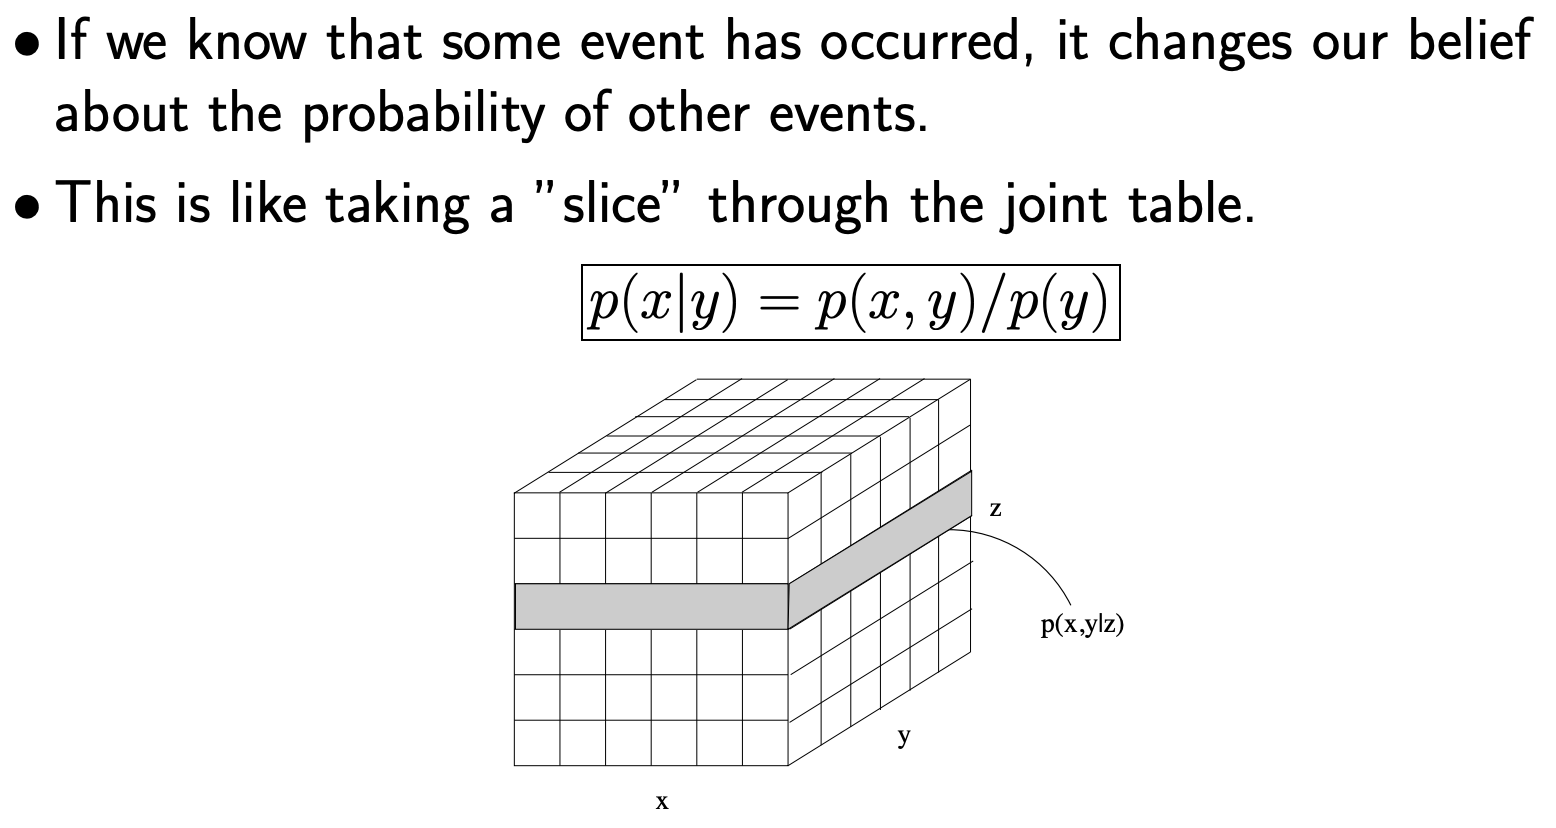 • If we know that some event has occurred, it changes our belief
about the probability of other events.
• This is like taking a ”slice” through the joint table.
p(x|y) = p(x, y)/p(y)
z
p(x,y|z)
y
x